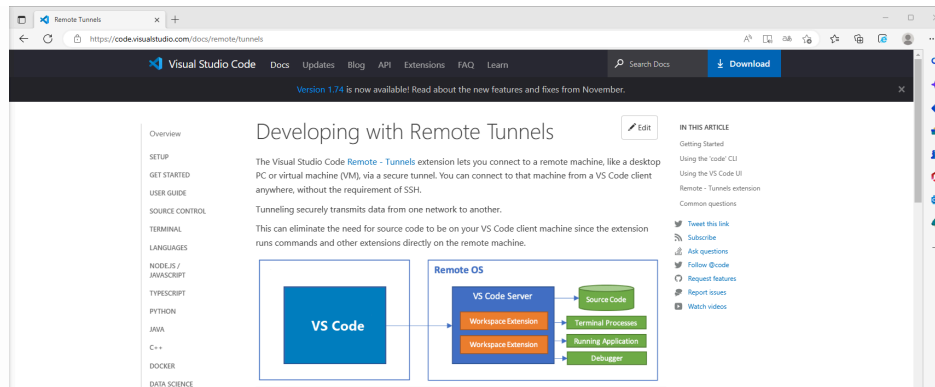 Remote Tunnels
https://code.visualstudio.com/docs/remote/tunnels
Visual Studio Code Docs Updates Blog API Extensions FAQ Learn Search Docs Download
Version 1.74 is now available! Read about the new features and fixes from November.
Overview
SETUP
GET STARTED
USER GUIDE
SOURCE CONTROL
TERMINAL
LANGUAGES
NODE.JS /
JAVASCRIPT
TYPESCRIPT
PYTHON
JAVA
C++
DOCKER
DATA SCIENCE
Developing with Remote Tunnels
Edit
The Visual Studio Code Remote - Tunnels extension lets you connect to a remote machine, like a desktop
PC or virtual machine (VM), via a secure tunnel. You can connect to that machine from a VS Code client
anywhere, without the requirement of SSH.
Tunneling securely transmits data from one network to another.
This can eliminate the need for source code to be on your VS Code client machine since the extension
runs commands and other extensions directly on the remote machine.
VS Code
Remote OS
VS Code Server
Workspace Extension
Workspace Extension
Source Code
Terminal Processes
Running Application
Debugger
IN THIS ARTICLE
Getting Started
Using the 'code' CLI
Using the VS Code UI
Remote - Tunnels extension
Common questions
Tweet this link
Subscribe
Ask questions
Follow @code
Request features
Report issues
Watch videos